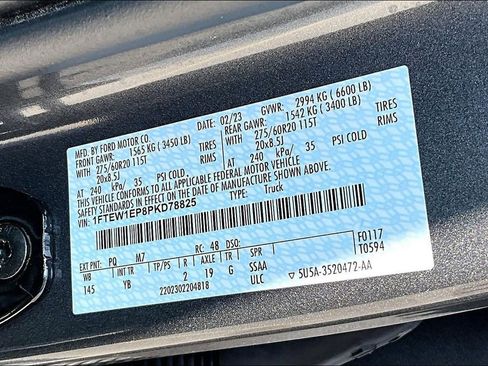 MFD. BY FORD MOTOR CO.
DATE: 02/23 GVWR: 2994 KG ( 6600 LB)
FRONT GAWR: 1565 KG ( 3450 LB) REAR GAWR: 1542 KG ( 3400 LB)
275/60R20 115T TIRES 275/60R20 115T TIRES
20x8.5J RIMS 20x8.5J RIMS
AT 240 kPa/ 35 PSI COLD AT 240 kPa/ 35 PSI COLD
THIS VEHICLE CONFORMS TO ALL APPLICABLE FEDERAL MOTOR VEHICLE
SAFETY STANDARDS IN EFFECT ON THE DATE OF MANUFACTURE SHOWN ABOVE.
VIN: 1FTEW1EP8PKD78825 TYPE: Truck
EXT PNT: PQ M7 RC: 48 DSO: F0117
WB INT TR TP/PS R AXLE TR SPR T0594
145 YB 2 19 G SSAA
ULC
2202302204818 5U5A-3520472-AA